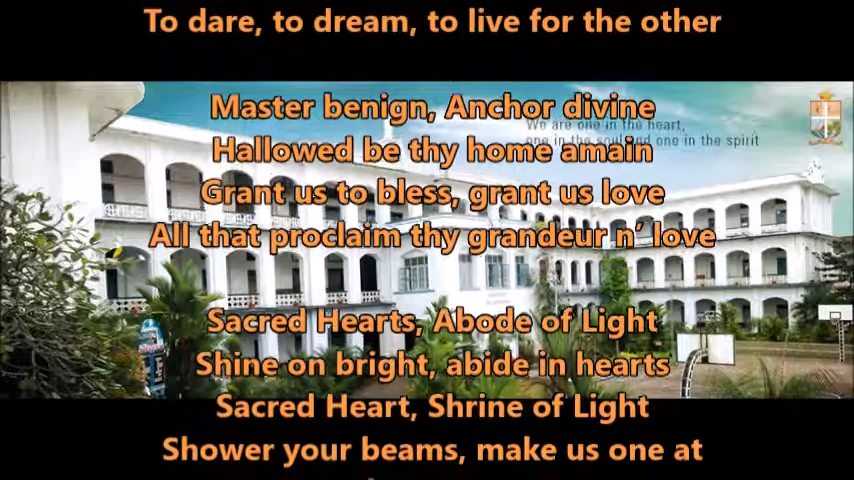 To dare, to dream, to live for the other
Master benign, Anchor divine
We are one in the heart,
one in the soul and one in the spirit
Hallowed be thy home amain
Grant us to bless, grant us love
All that proclaim thy grandeur n' love
Sacred Hearts, Abode of Light
Shine on bright, abide in hearts
Sacred Heart, Shrine of Light
Shower your beams, make us one at